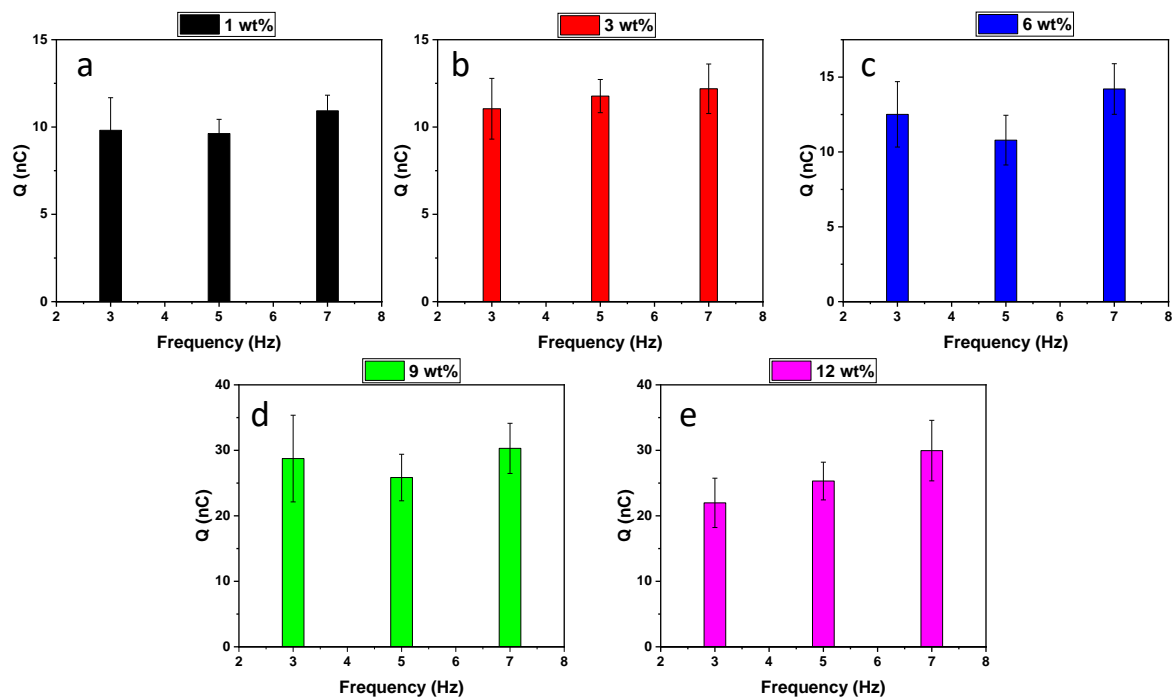 1 wt%
a
15
10
5
0
Q (nC)
2 3 4 5 6 7 8
Frequency (Hz)
3 wt%
b
15
10
5
0
Q (nC)
2 3 4 5 6 7 8
Frequency (Hz)
6 wt%
c
15
10
5
0
Q (nC)
2 3 4 5 6 7 8
Frequency (Hz)
9 wt%
d
40
30
20
10
0
Q (nC)
2 3 4 5 6 7 8
Frequency (Hz)
12 wt%
e
40
30
20
10
0
Q (nC)
2 3 4 5 6 7 8
Frequency (Hz)